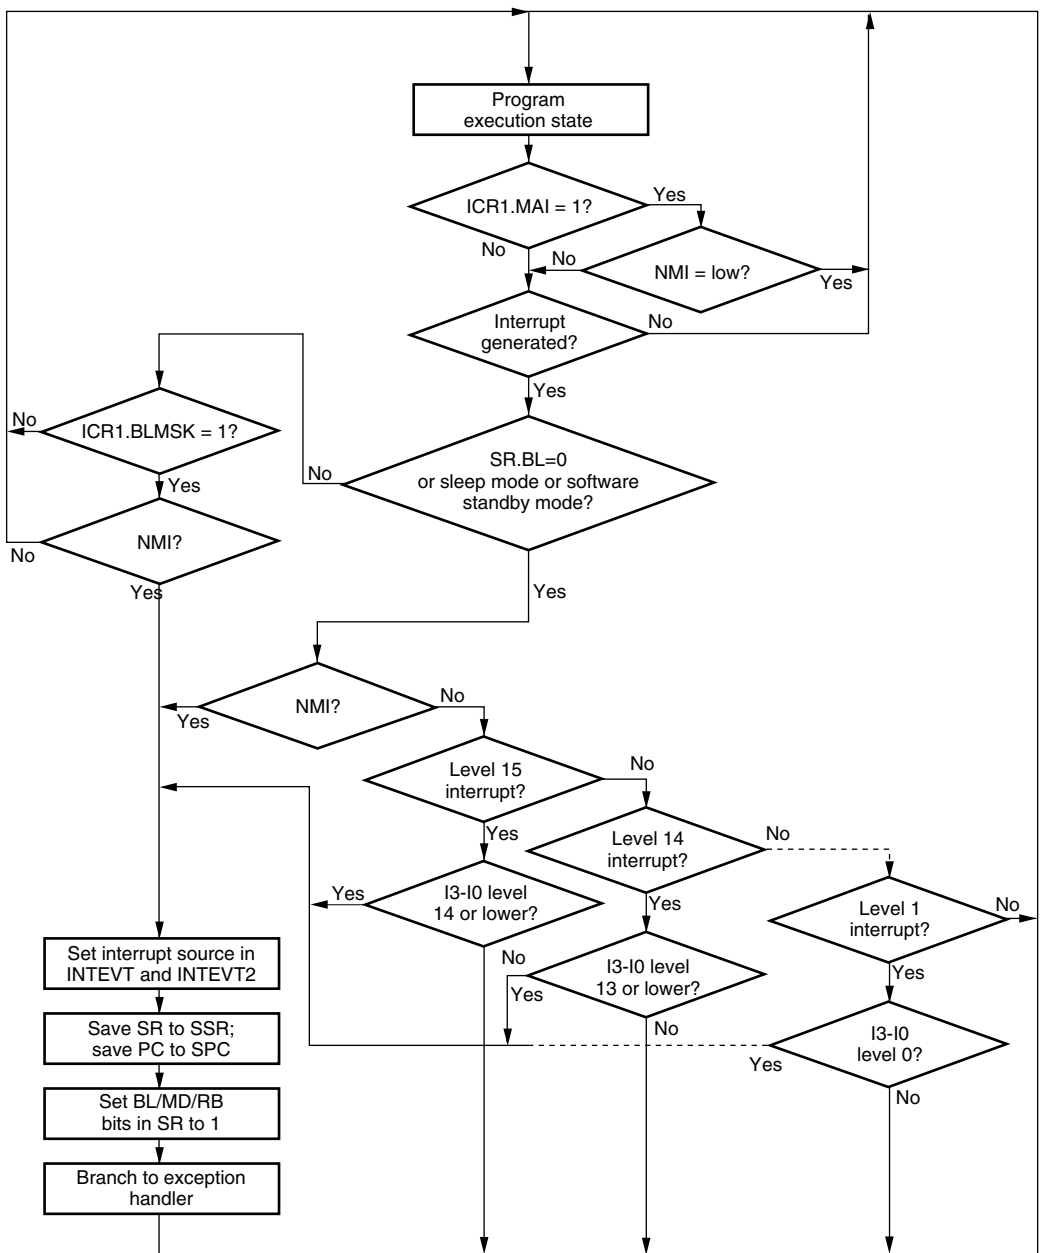 Program
execution state
ICR1.MAI = 1?
Yes
No
NMI = low?
No
Yes
Interrupt
generated?
No
Yes
ICR1.BLMSK = 1?
No
Yes
SR.BL=0
or sleep mode or software
standby mode?
No
Yes
NMI?
No
Yes
NMI?
No
Yes
Level 15
interrupt?
No
Yes
Level 14
interrupt?
No
Yes
I3-I0 level
14 or lower?
Yes
No
Level 1
interrupt?
No
Yes
I3-I0 level
13 or lower?
Yes
No
I3-I0
level 0?
Yes
No
Set interrupt source in
INTEVT and INTEVT2
Save SR to SSR;
save PC to SPC
Set BL/MD/RB
bits in SR to 1
Branch to exception
handler